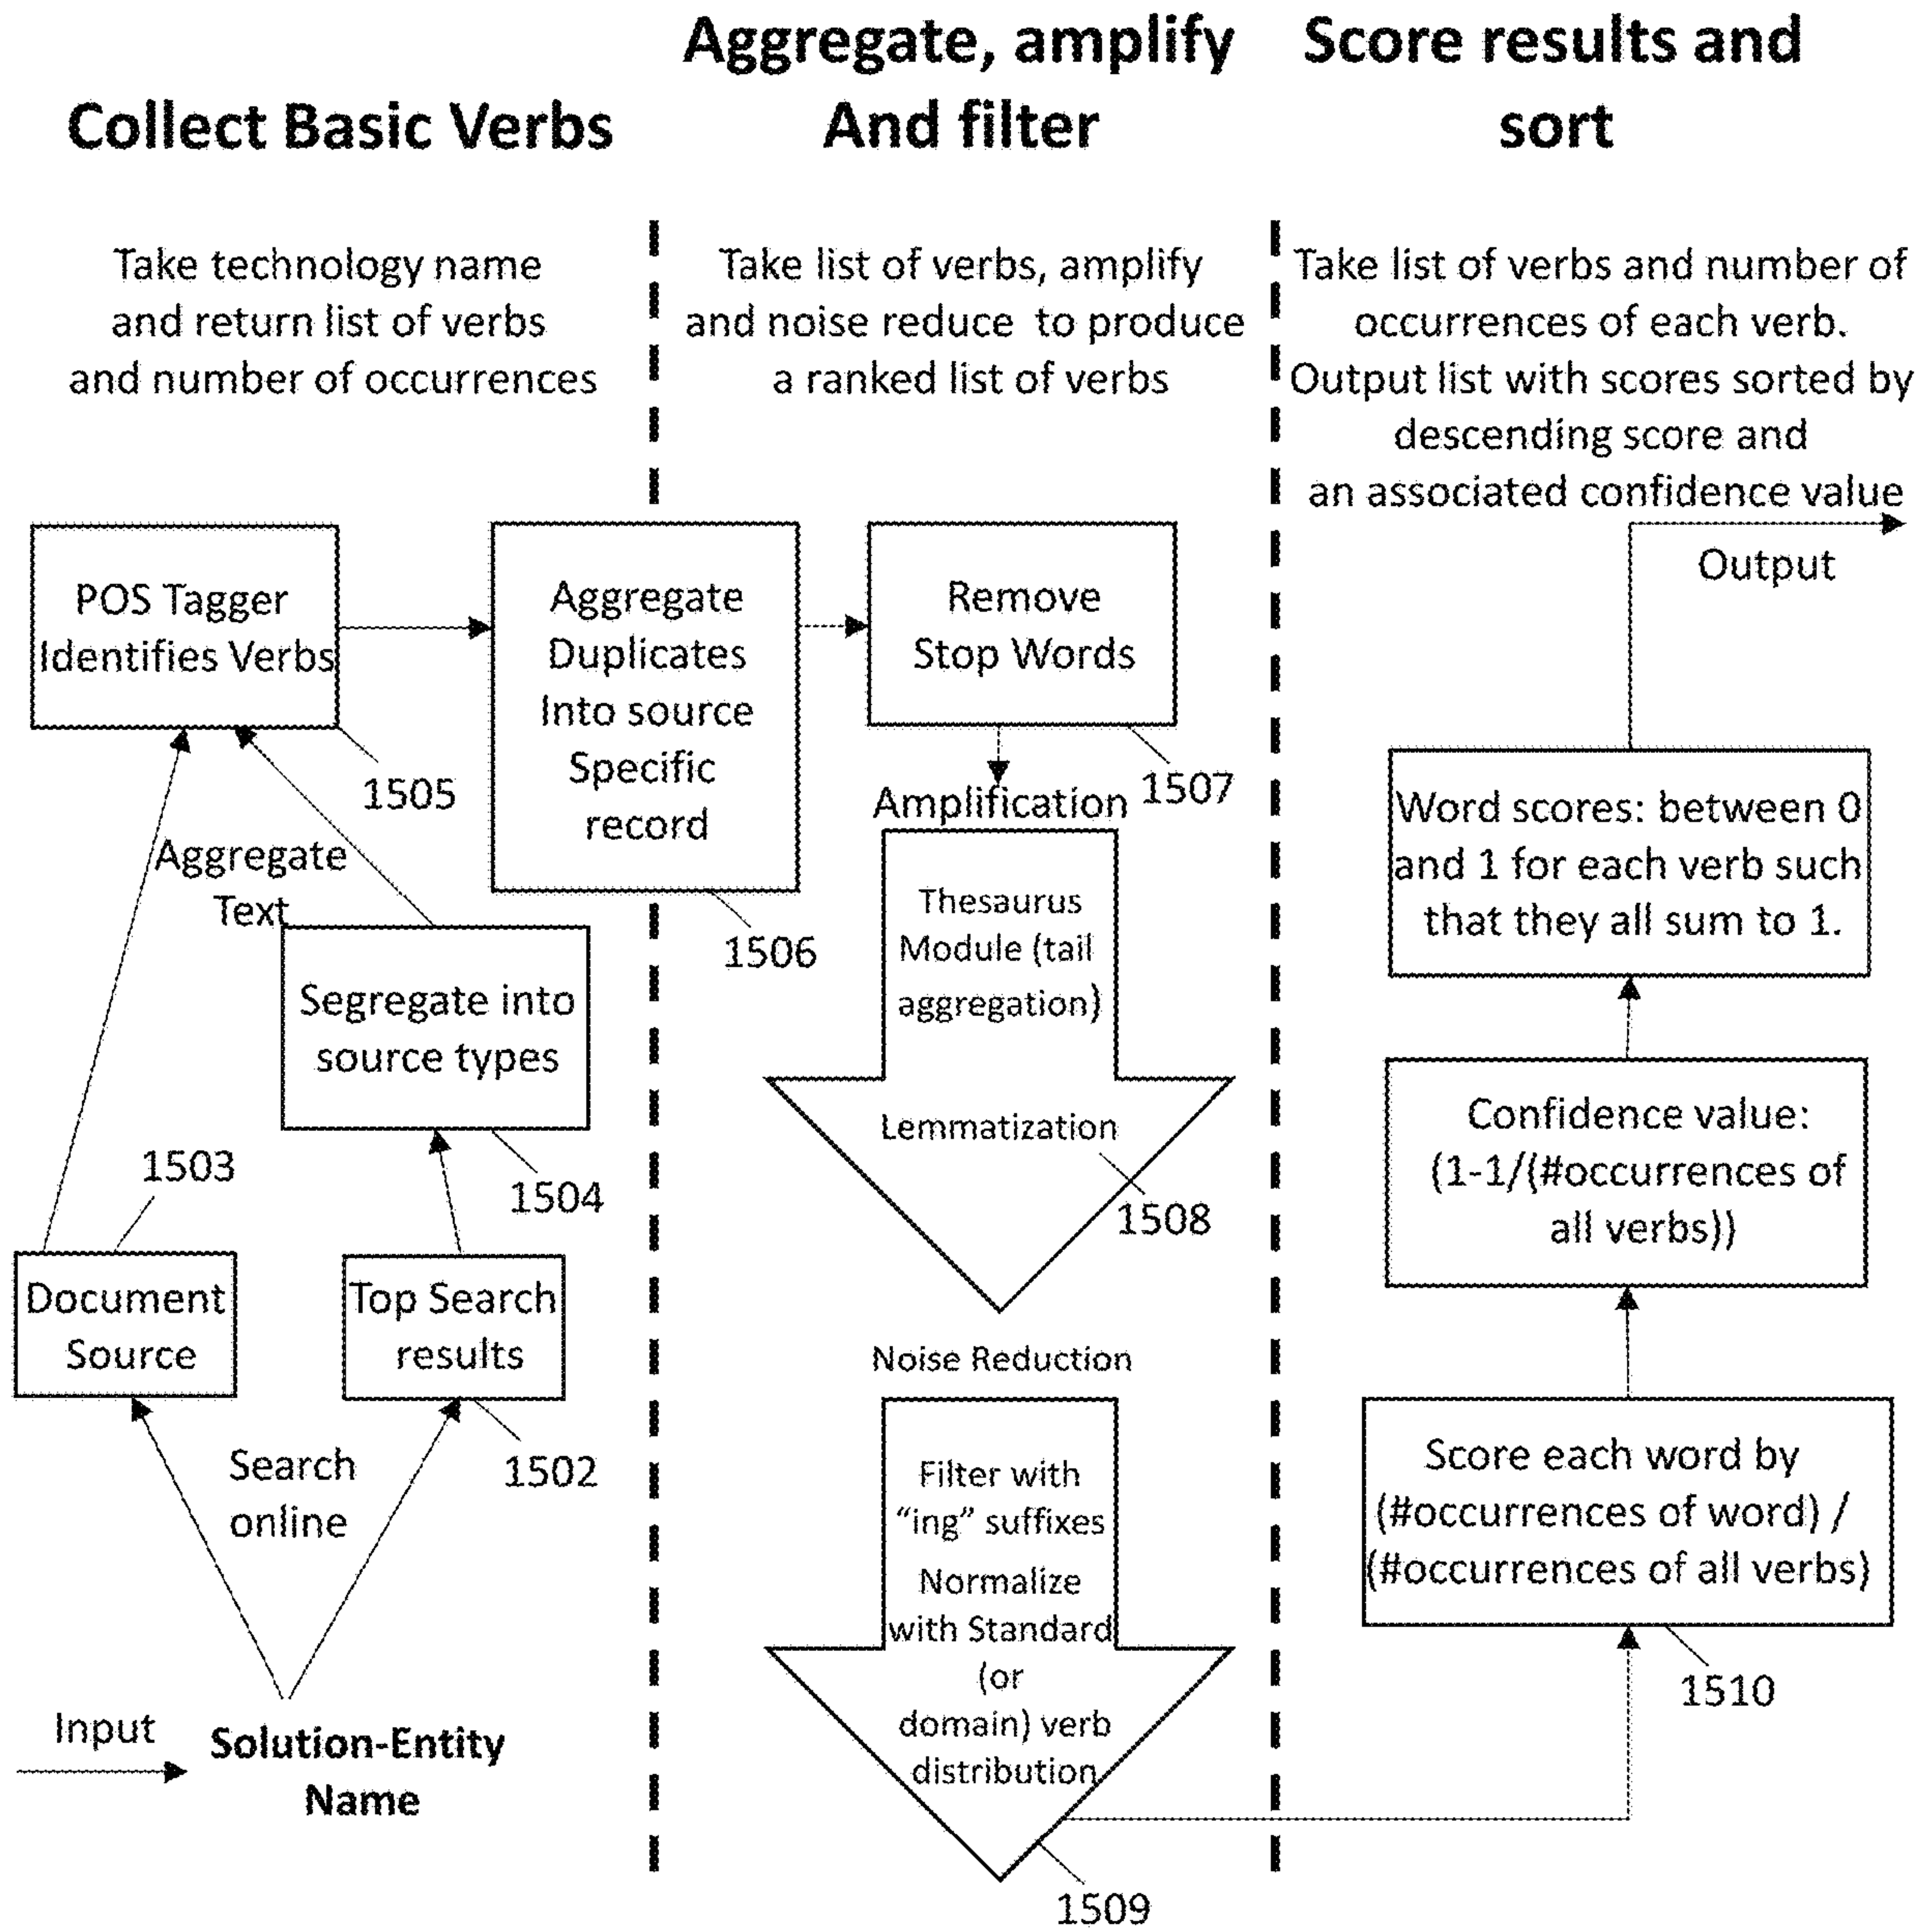 Collect Basic Verbs
Take technology name
and return list of verbs
and number of occurrences
POS Tagger
Identifies Verbs
1505
Aggregate
Text
Segregate into
source types
1503
1504
Document
Source
Top Search
results
1502
Search
online
Input
Solution-Entity
Name
Aggregate, amplify
And filter
Take list of verbs, amplify
and noise reduce to produce
a ranked list of verbs
Aggregate
Duplicates
Into source
Specific
record
1506
Remove
Stop Words
1507
Amplification
Thesaurus
Module (tail
aggregation)
Lemmatization
1508
Noise Reduction
Filter with
“ing” suffixes
Normalize
with Standard
(or
domain) verb
distribution
1509
Score results and
sort
Take list of verbs and number of
occurrences of each verb.
Output list with scores sorted by
descending score and
an associated confidence value
Output
Word scores: between 0
and 1 for each verb such
that they all sum to 1.
Confidence value:
(1-1/(#occurrences of
all verbs))
Score each word by
(#occurrences of word) /
(#occurrences of all verbs)
1510